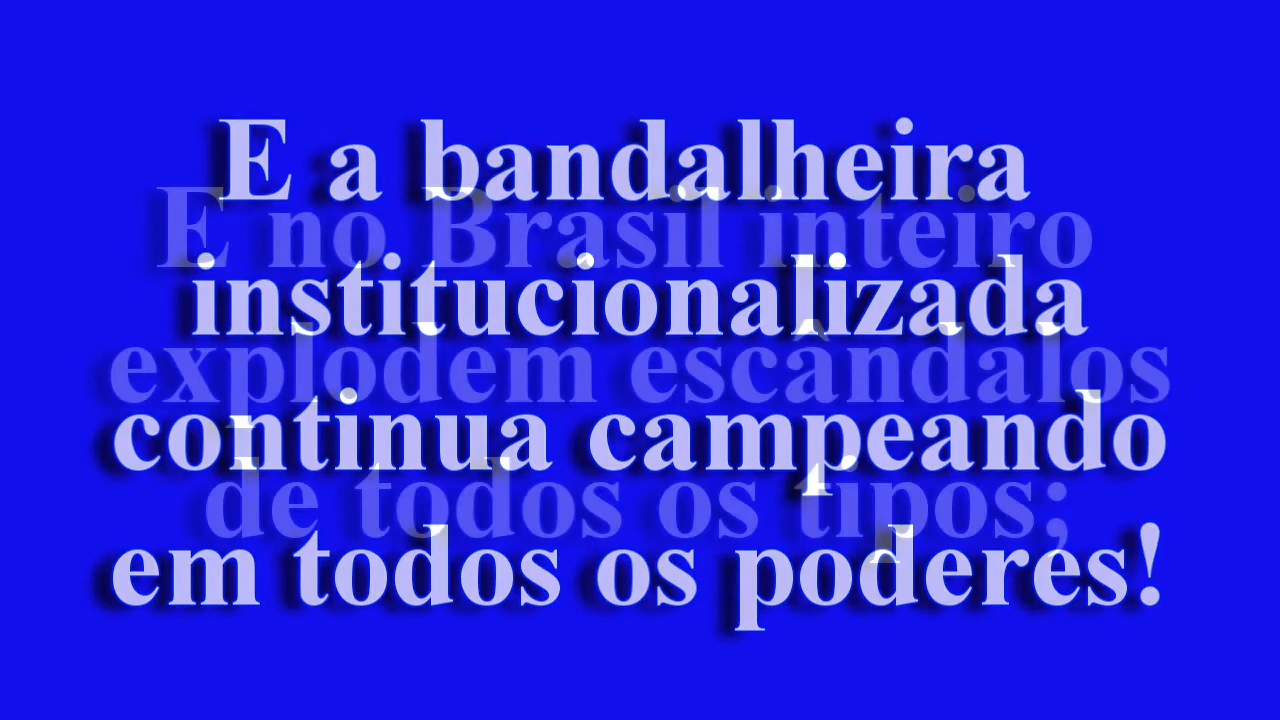 E a bandalheira
E no Brasil inteiro
institucionalizada
explodem escândalos
continua campeando
de todos os tipos;
em todos os poderes!